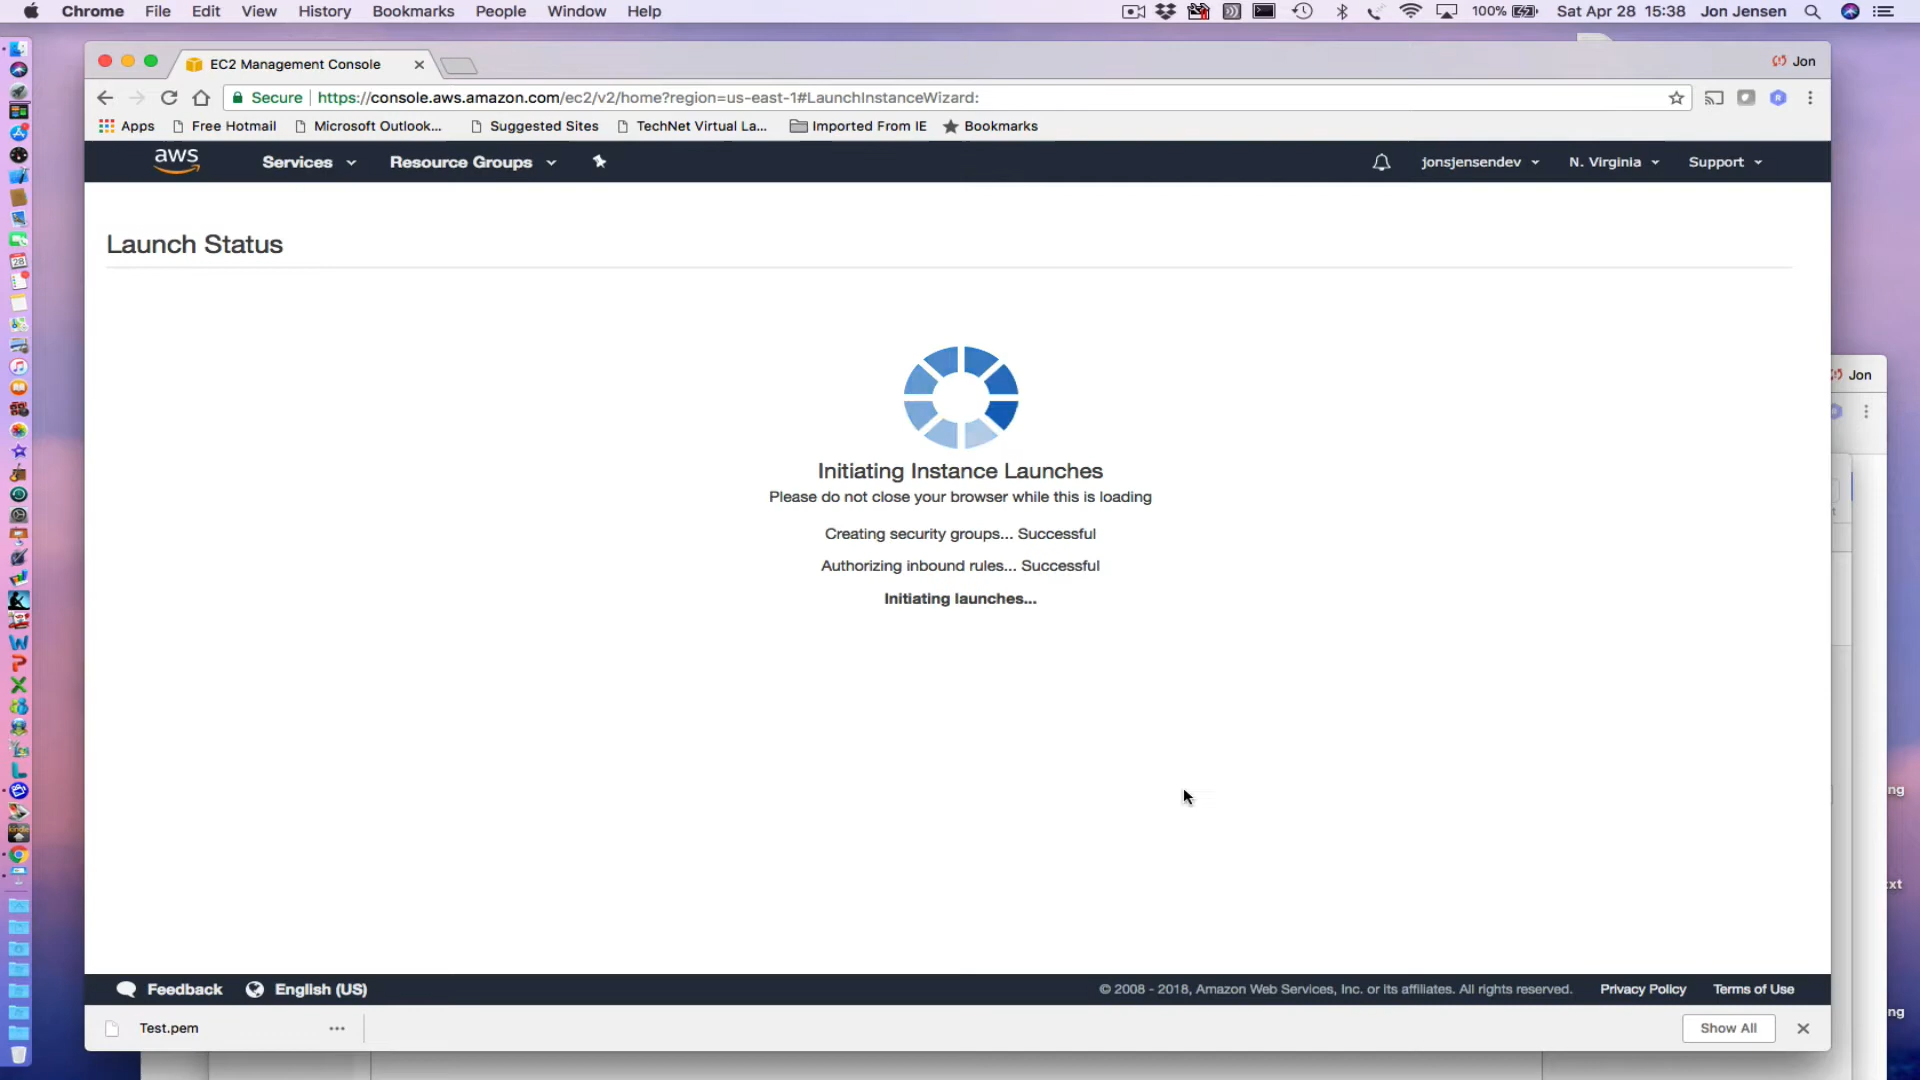 Chrome File Edit View History Bookmarks People Window Help 100% Sat Apr 28 15:38 Jon Jensen
EC2 Management Console Jon
Secure https://console.aws.amazon.com/ec2/v2/home?region=us-east-1#LaunchInstanceWizard:
Apps Free Hotmail Microsoft Outlook... Suggested Sites TechNet Virtual La... Imported From IE Bookmarks
aws Services Resource Groups jonsjensendev N. Virginia Support
Launch Status
Jon
Initiating Instance Launches
Please do not close your browser while this is loading
Creating security groups... Successful
Authorizing inbound rules... Successful
Initiating launches...
ng
xt
Feedback English (US) © 2008 - 2018, Amazon Web Services, Inc. or its affiliates. All rights reserved. Privacy Policy Terms of Use
ng
Test.pem Show All